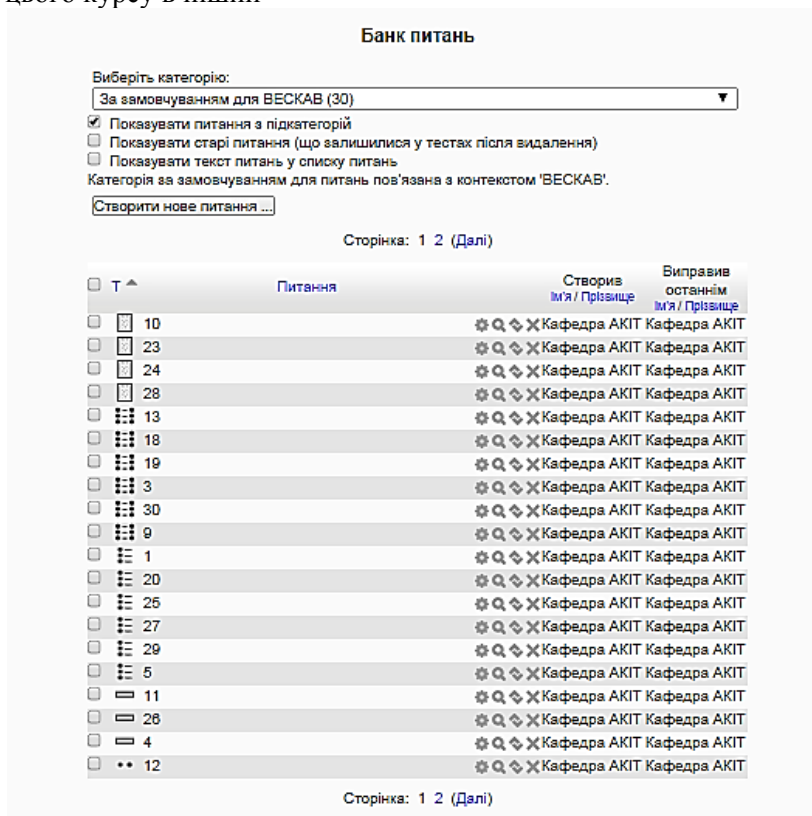 цього курсу в інший
Банк питань
Виберіть категорію:
За замовчуванням для ВЕСКАВ (30)
Показувати питання з підкатегорій
Показувати старі питання (що залишилися у тестах після видалення)
Показувати текст питань у списку питань
Категорія за замовчуванням для питань пов'язана з контекстом 'ВЕСКАВ'.
Створити нове питання ...
Сторінка: 1 2 (Далі)
Т Питання Створив Ім'я / Прізвище Виправив останнім Ім'я / Прізвище
10 Кафедра АКІТ Кафедра АКІТ
23 Кафедра АКІТ Кафедра АКІТ
24 Кафедра АКІТ Кафедра АКІТ
28 Кафедра АКІТ Кафедра АКІТ
13 Кафедра АКІТ Кафедра АКІТ
18 Кафедра АКІТ Кафедра АКІТ
19 Кафедра АКІТ Кафедра АКІТ
3 Кафедра АКІТ Кафедра АКІТ
30 Кафедра АКІТ Кафедра АКІТ
9 Кафедра АКІТ Кафедра АКІТ
1 Кафедра АКІТ Кафедра АКІТ
20 Кафедра АКІТ Кафедра АКІТ
25 Кафедра АКІТ Кафедра АКІТ
27 Кафедра АКІТ Кафедра АКІТ
29 Кафедра АКІТ Кафедра АКІТ
5 Кафедра АКІТ Кафедра АКІТ
11 Кафедра АКІТ Кафедра АКІТ
26 Кафедра АКІТ Кафедра АКІТ
4 Кафедра АКІТ Кафедра АКІТ
12 Кафедра АКІТ Кафедра АКІТ
Сторінка: 1 2 (Далі)